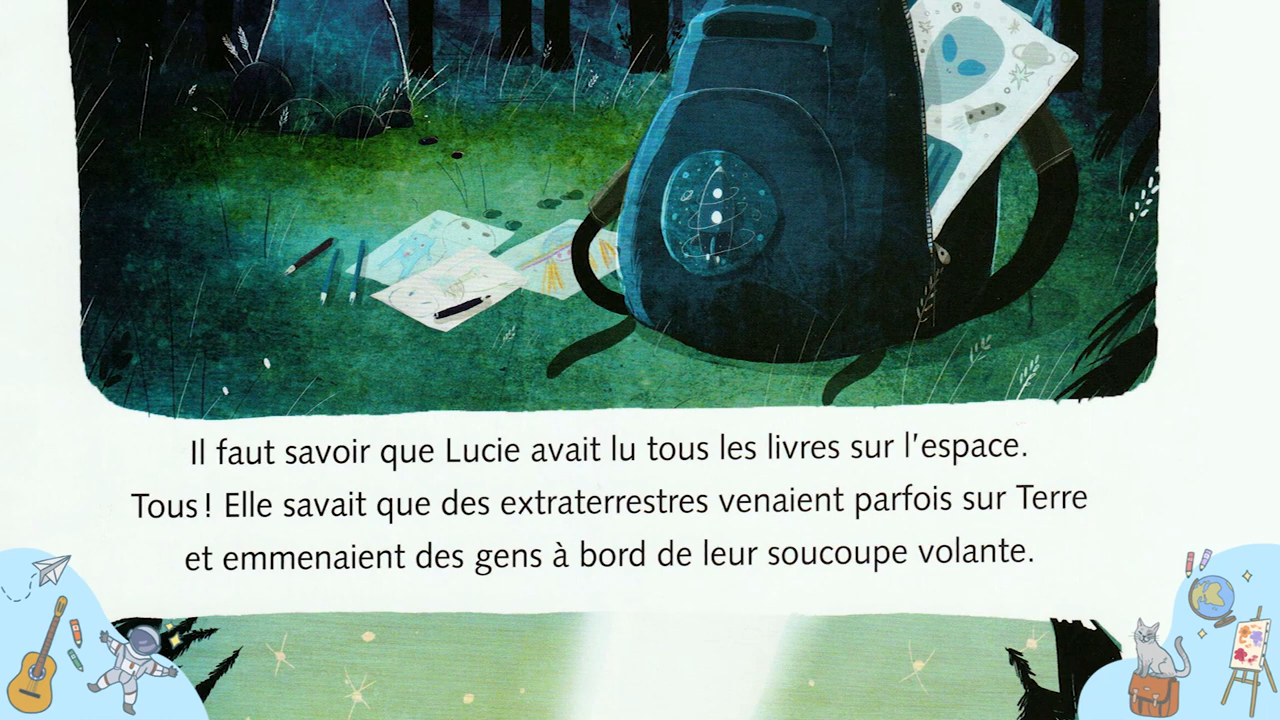 Il faut savoir que Lucie avait lu tous les livres sur l’espace.
Tous ! Elle savait que des extraterrestres venaient parfois sur Terre
et emmenaient des gens à bord de leur soucoupe volante.